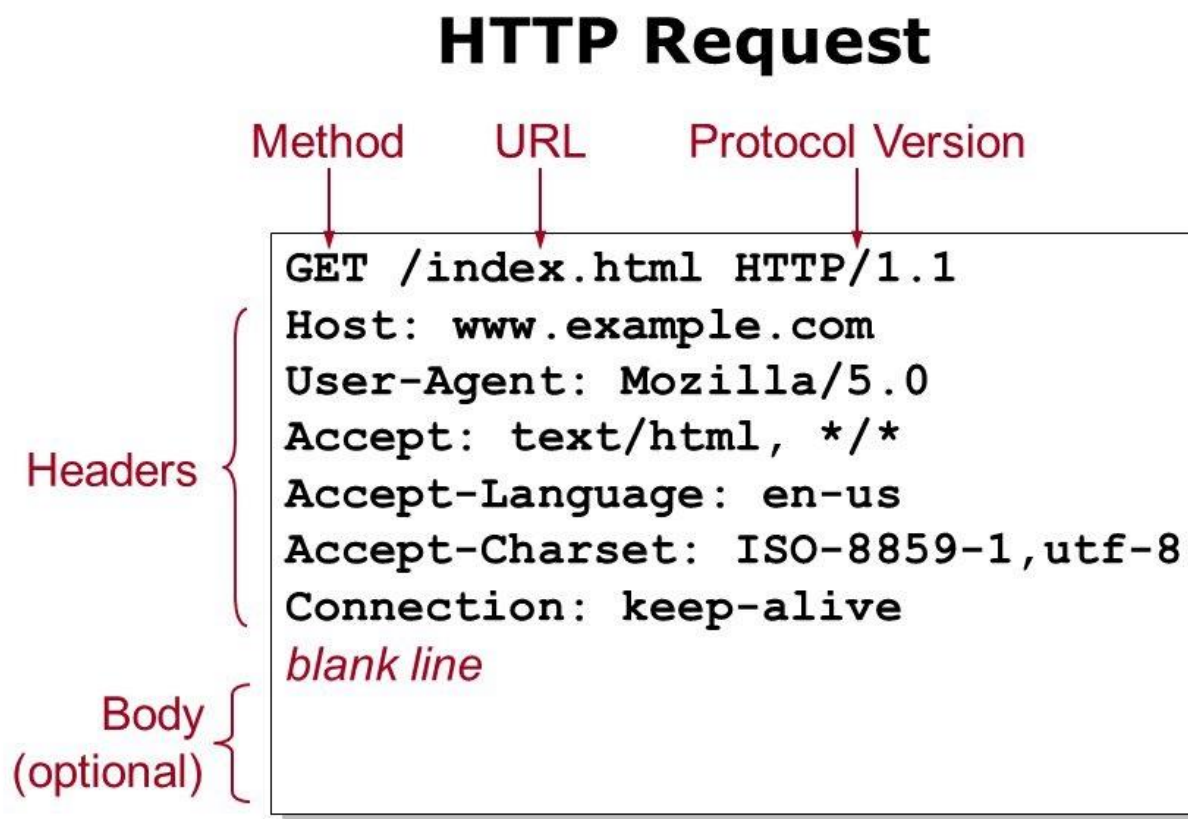 HTTP Request
Method URL Protocol Version
GET /index.html HTTP/1.1
Host: www.example.com
User-Agent: Mozilla/5.0
Accept: text/html, */*
Headers
Accept-Language: en-us
Accept-Charset: ISO-8859-1,utf-8
Connection: keep-alive
blank line
Body
(optional)